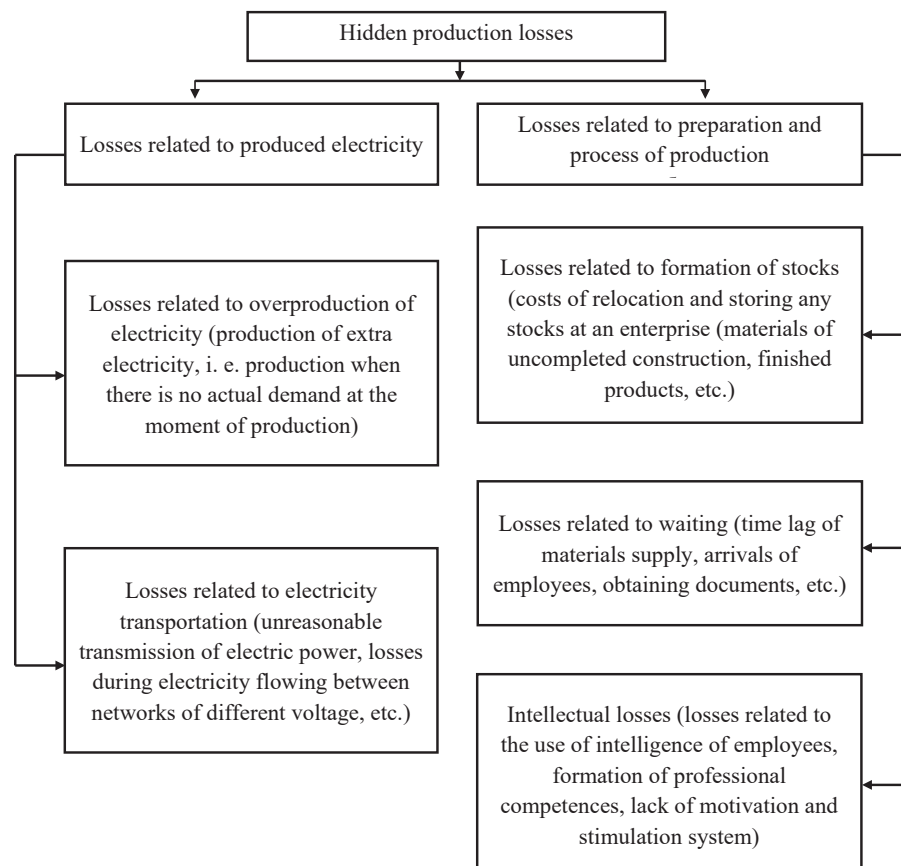 Hidden production losses
Losses related to produced electricity
Losses related to preparation and
process of production
Losses related to overproduction of
electricity (production of extra
electricity, i. e. production when
there is no actual demand at the
moment of production)
Losses related to electricity
transportation (unreasonable
transmission of electric power, losses
during electricity flowing between
networks of different voltage, etc.)
Losses related to formation of stocks
(costs of relocation and storing any
stocks at an enterprise (materials of
uncompleted construction, finished
products, etc.)
Losses related to waiting (time lag of
materials supply, arrivals of
employees, obtaining documents, etc.)
Intellectual losses (losses related to
the use of intelligence of employees,
formation of professional
competences, lack of motivation and
stimulation system)